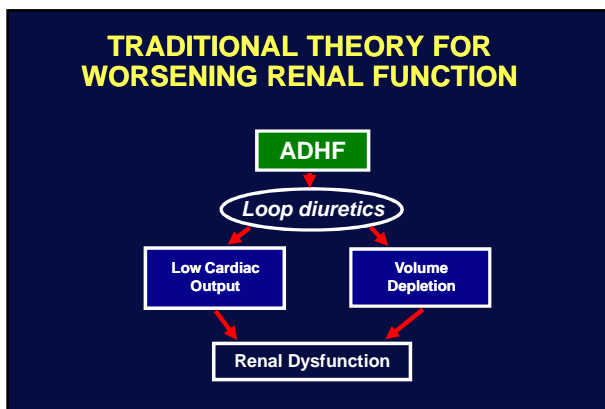 TRADITIONAL THEORY FOR
WORSENING RENAL FUNCTION
ADHF
Loop diuretics
Low Cardiac
Output
Volume
Depletion
Renal Dysfunction